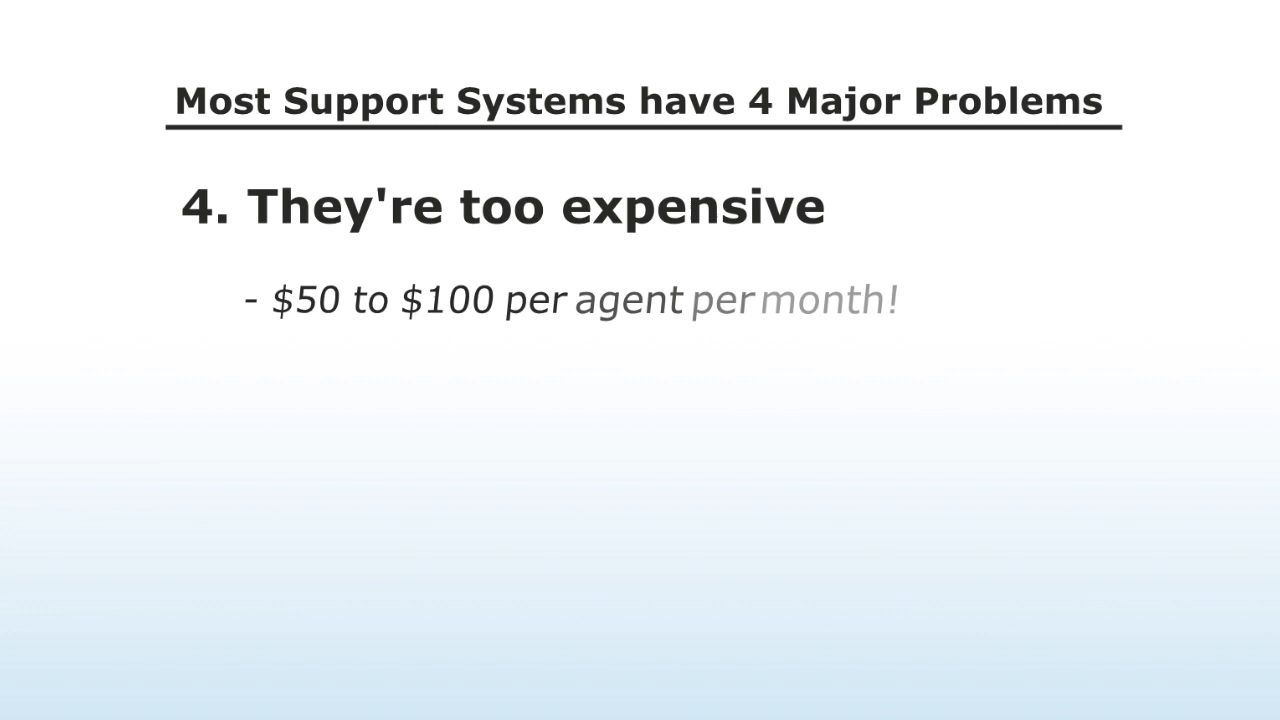 Most Support Systems have 4 Major Problems
4. They're too expensive
- $50 to $100 per agent per month!